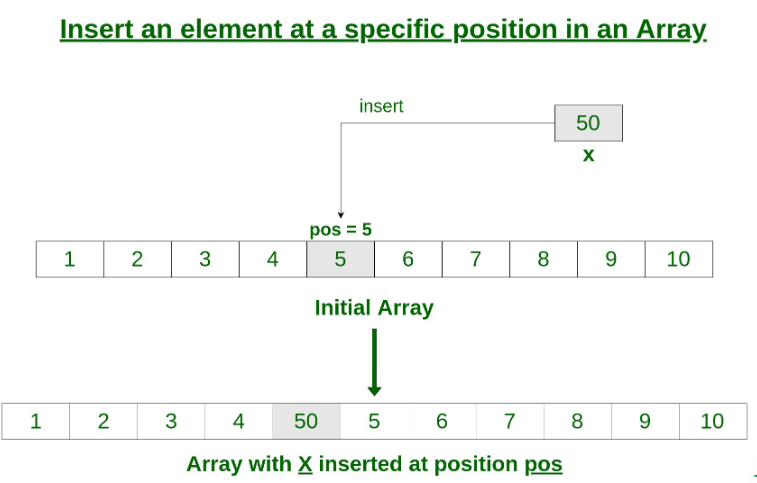 Insert an element at a specific position in an Array
insert
50
x
pos = 5
1 2 3 4 5 6 7 8 9 10
Initial Array
1 2 3 4 50 5 6 7 8 9 10
Array with X inserted at position pos